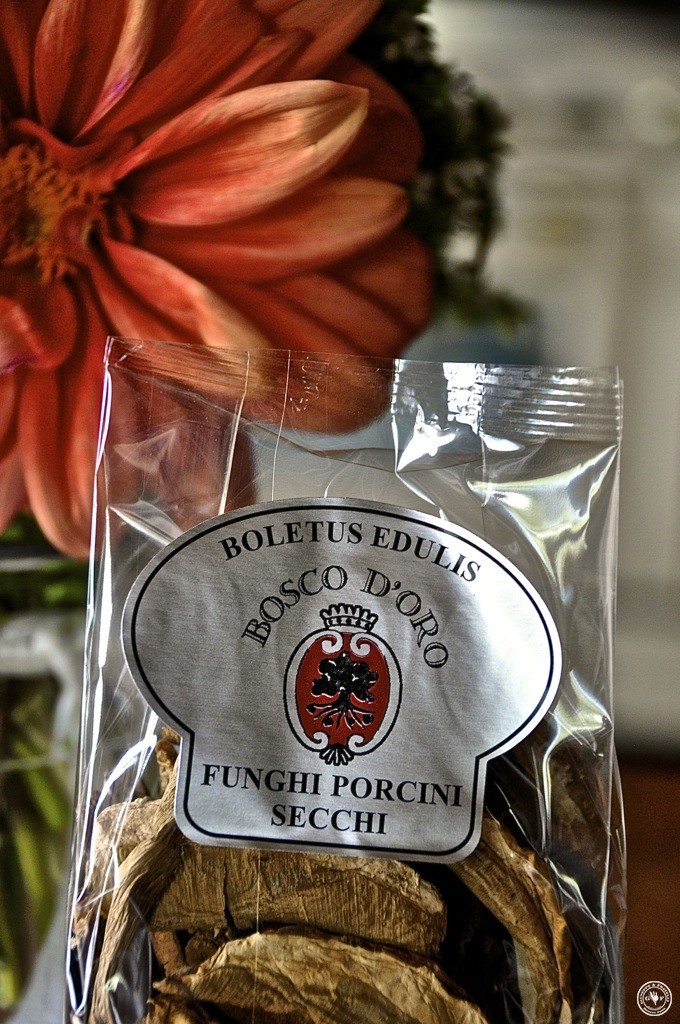 BOLETUS EDULIS
BOSCO D'ORO
FUNGHI PORCINI
SECCHI